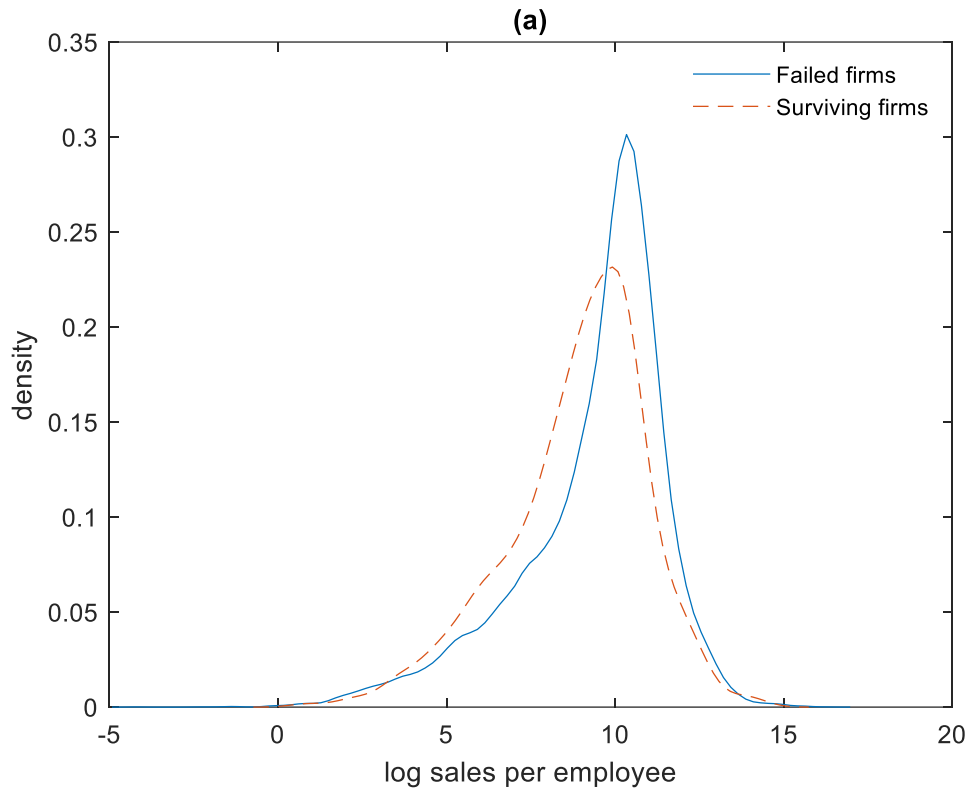 (a)
0.35
0.3
0.25
0.2
0.15
0.1
0.05
0
density
Failed firms
Surviving firms
-5 0 5 10 15 20
log sales per employee